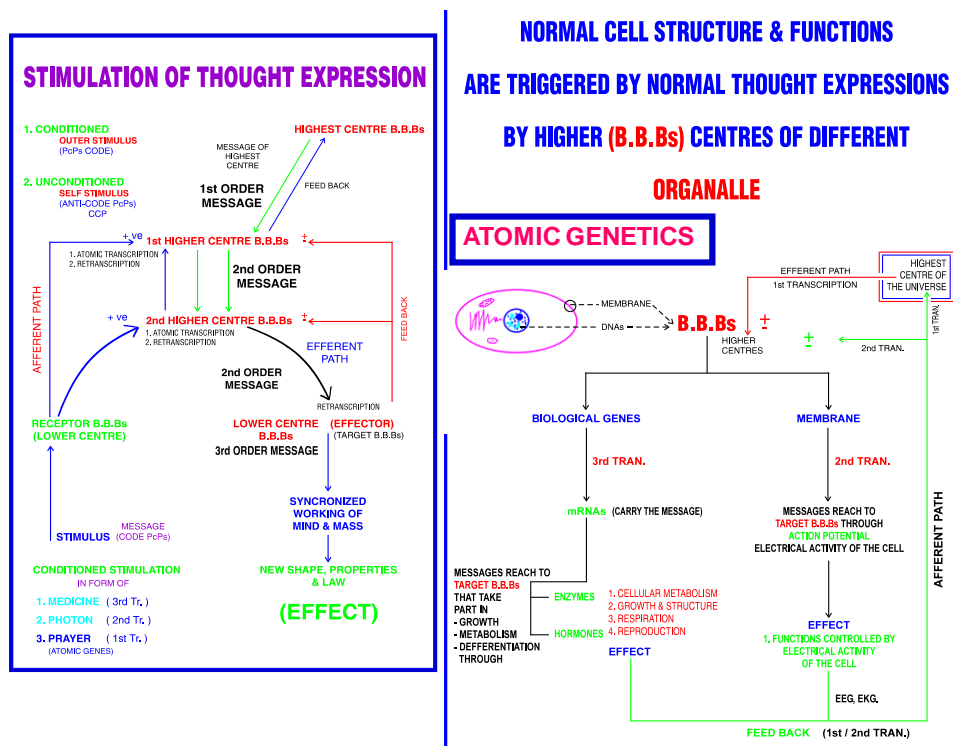 STIMULATION OF THOUGHT EXPRESSION
1. CONDITIONED
OUTER STIMULUS
(PcPs CODE)
2. UNCONDITIONED
SELF STIMULUS
(ANTI-CODE PcPs)
CCP
HIGHEST CENTRE B.B.Bs
MESSAGE OF
HIGHEST
CENTRE
1st ORDER
MESSAGE
FEED BACK
+ ve
1st HIGHER CENTRE B.B.Bs
±
1. ATOMIC TRANSCRIPTION
2. RETRANSCRIPTION
2nd ORDER
MESSAGE
AFFERENT PATH
FEED BACK
+ ve
2nd HIGHER CENTRE B.B.Bs
±
1. ATOMIC TRANSCRIPTION
2. RETRANSCRIPTION
EFFERENT
PATH
2nd ORDER
MESSAGE
RETRANSCRIPTION
RECEPTOR B.B.Bs
(LOWER CENTRE)
LOWER CENTRE (EFFECTOR)
B.B.Bs (TARGET B.B.Bs)
3rd ORDER MESSAGE
SYNCRONIZED
WORKING OF
MIND & MASS
STIMULUS
MESSAGE
(CODE PcPs)
CONDITIONED STIMULATION
IN FORM OF
1. MEDICINE ( 3rd Tr. )
2. PHOTON ( 2nd Tr. )
3. PRAYER ( 1st Tr. )
(ATOMIC GENES)
NEW SHAPE, PROPERTIES
& LAW
(EFFECT)
NORMAL CELL STRUCTURE & FUNCTIONS
ARE TRIGGERED BY NORMAL THOUGHT EXPRESSIONS
BY HIGHER (B.B.Bs) CENTRES OF DIFFERENT
ORGANALLE
ATOMIC GENETICS
EFFERENT PATH
1st TRANSCRIPTION
HIGHEST
CENTRE OF
THE UNIVERSE
MEMBRANE
DNAs
B.B.Bs
±
HIGHER
CENTRES
±
2nd TRAN.
1st TRAN.
BIOLOGICAL GENES
MEMBRANE
3rd TRAN.
2nd TRAN.
mRNAs (CARRY THE MESSAGE)
MESSAGES REACH TO
TARGET B.B.Bs THROUGH
ACTION POTENTIAL
ELECTRICAL ACTIVITY OF THE CELL
AFFERENT PATH
MESSAGES REACH TO
TARGET B.B.Bs
THAT TAKE
PART IN
- GROWTH
- METABOLISM
- DEFFERENTIATION
THROUGH
ENZYMES
HORMONES
1. CELLULAR METABOLISM
2. GROWTH & STRUCTURE
3. RESPIRATION
4. REPRODUCTION
EFFECT
EFFECT
1. FUNCTIONS CONTROLLED BY
ELECTRICAL ACTIVITY
OF THE CELL
EEG, EKG.
FEED BACK (1st / 2nd TRAN.)